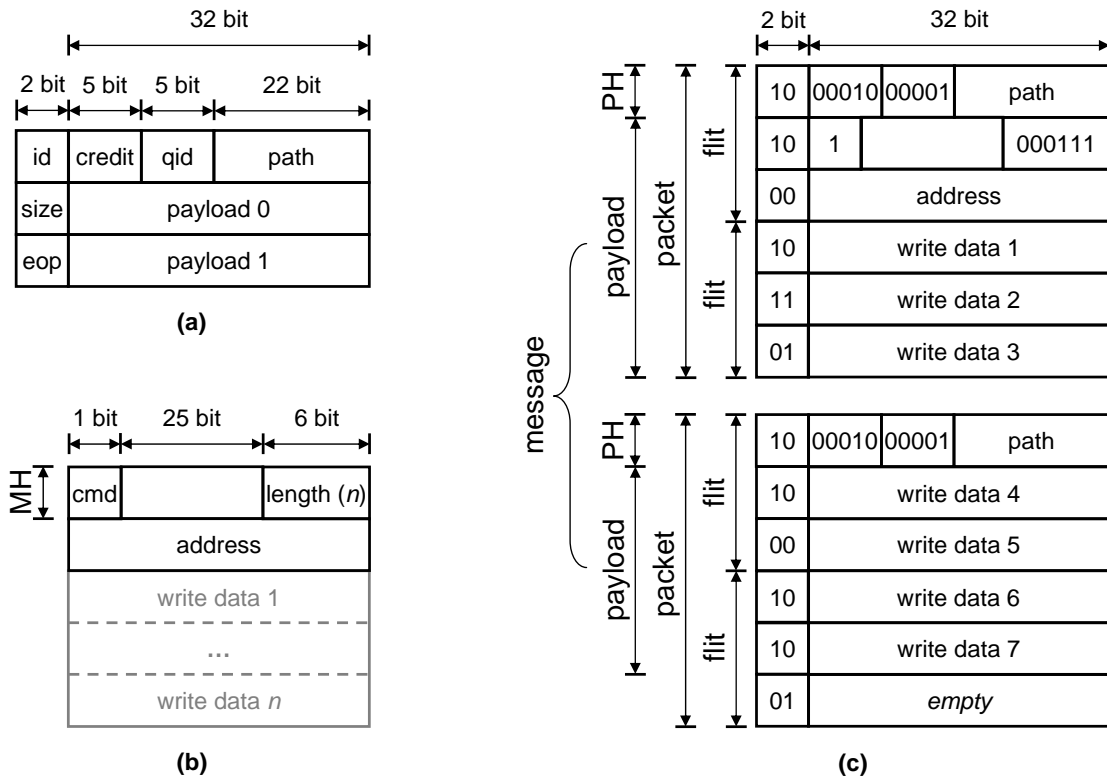 32 bit
2 bit 5 bit 5 bit 22 bit
id credit qid path
size payload 0
eop payload 1
(a)
1 bit 25 bit 6 bit
MH
cmd length (n)
address
write data 1
...
write data n
(b)
2 bit 32 bit
message
PH
payload
packet
flit
flit
10 00010 00001 path
10 1 000111
00 address
10 write data 1
11 write data 2
01 write data 3
PH
payload
packet
flit
flit
10 00010 00001 path
10 write data 4
00 write data 5
10 write data 6
10 write data 7
01 empty
(c)